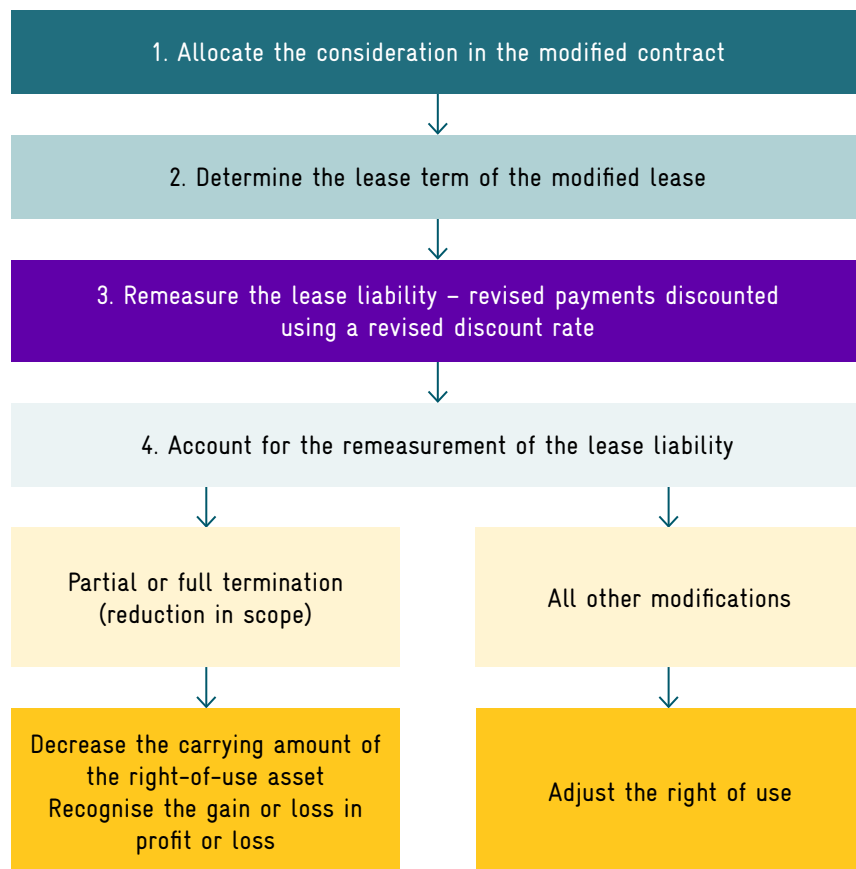 1. Allocate the consideration in the modified contract
2. Determine the lease term of the modified lease
3. Remeasure the lease liability – revised payments discounted
using a revised discount rate
4. Account for the remeasurement of the lease liability
Partial or full termination
(reduction in scope)
All other modifications
Decrease the carrying amount of
the right-of-use asset
Recognise the gain or loss in
profit or loss
Adjust the right of use